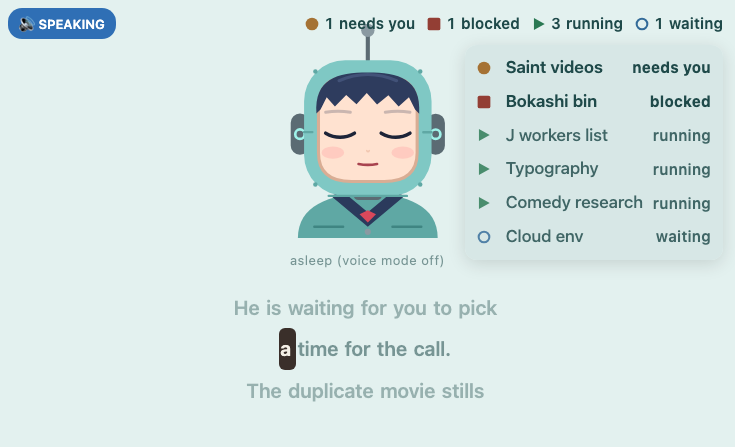 SPEAKING
1 needs you 1 blocked 3 running 1 waiting
Saint videos needs you
Bokashi bin blocked
J workers list running
Typography running
Comedy research running
Cloud env waiting
asleep (voice mode off)
He is waiting for you to pick
a time for the call.
The duplicate movie stills